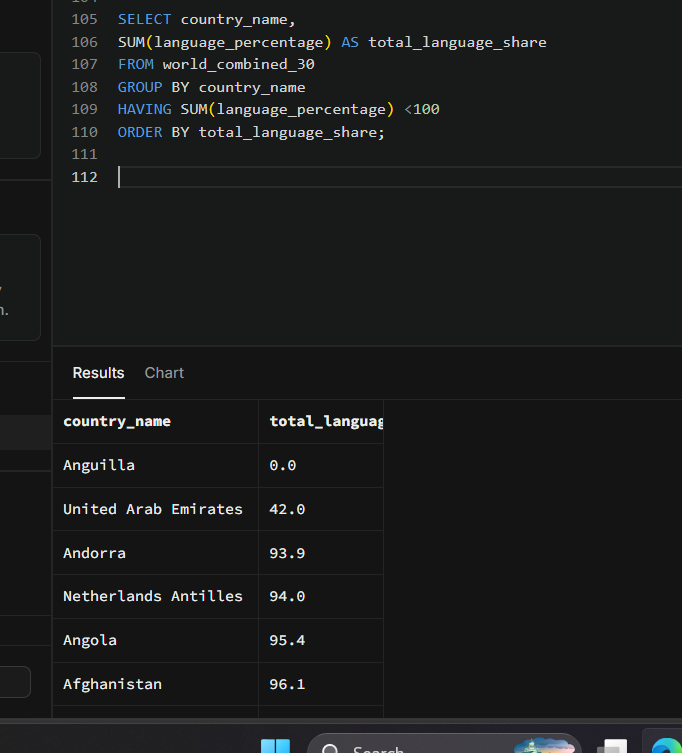 105 SELECT country_name,
106 SUM(language_percentage) AS total_language_share
107 FROM world_combined_30
108 GROUP BY country_name
109 HAVING SUM(language_percentage) <100
110 ORDER BY total_language_share;
111
112
Results Chart
country_name total_languag
Anguilla 0.0
United Arab Emirates 42.0
Andorra 93.9
Netherlands Antilles 94.0
Angola 95.4
Afghanistan 96.1
Search